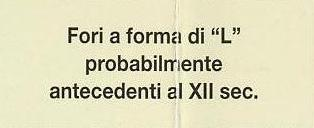 Fori a forma di “L”
probabilmente
antecedenti al XII sec.